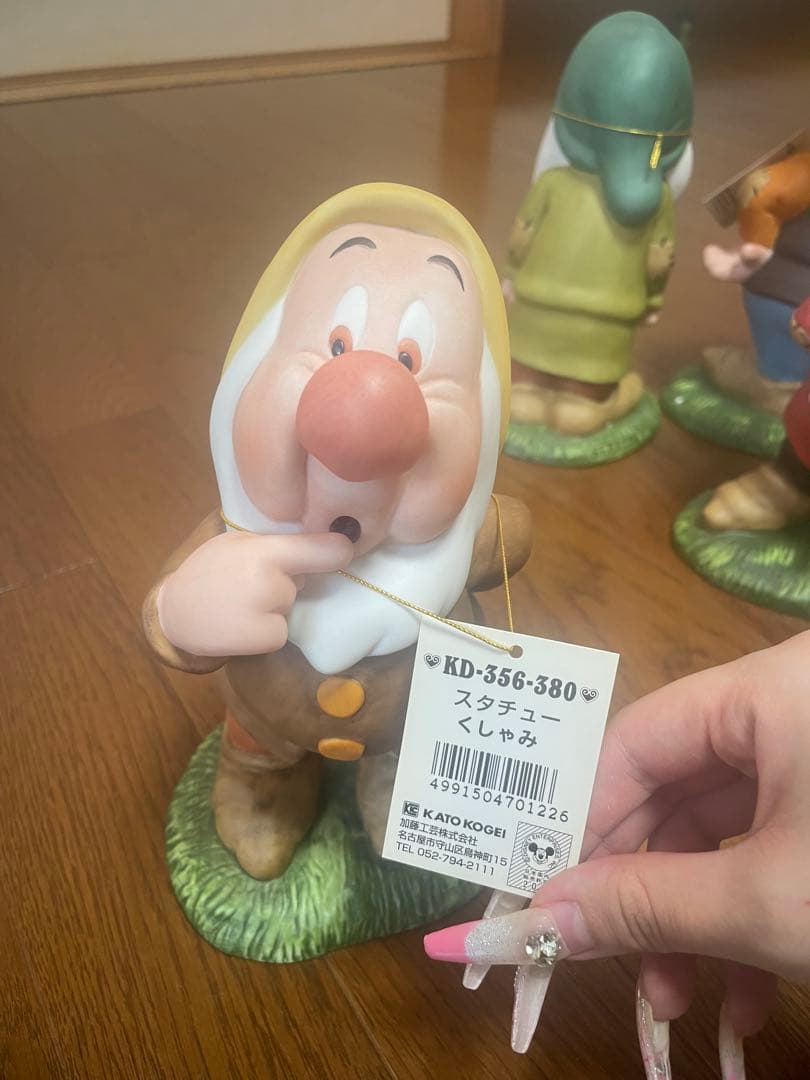 KD-356-380
スタチュー
くしゃみ
4991504701226
KATO KOGEI
加藤工芸株式会社
名古屋市守山区鳥神町15
TEL 052-794-2111